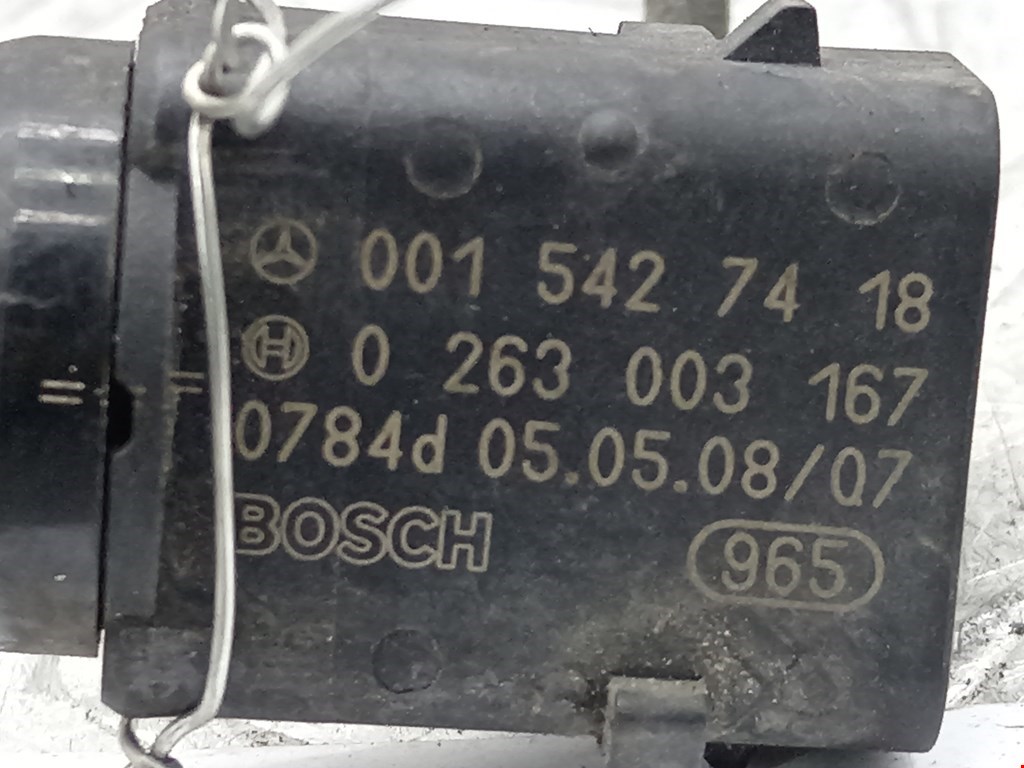 001 542 74 18
0 263 003 167
0784d 05.05.08/07
BOSCH 965